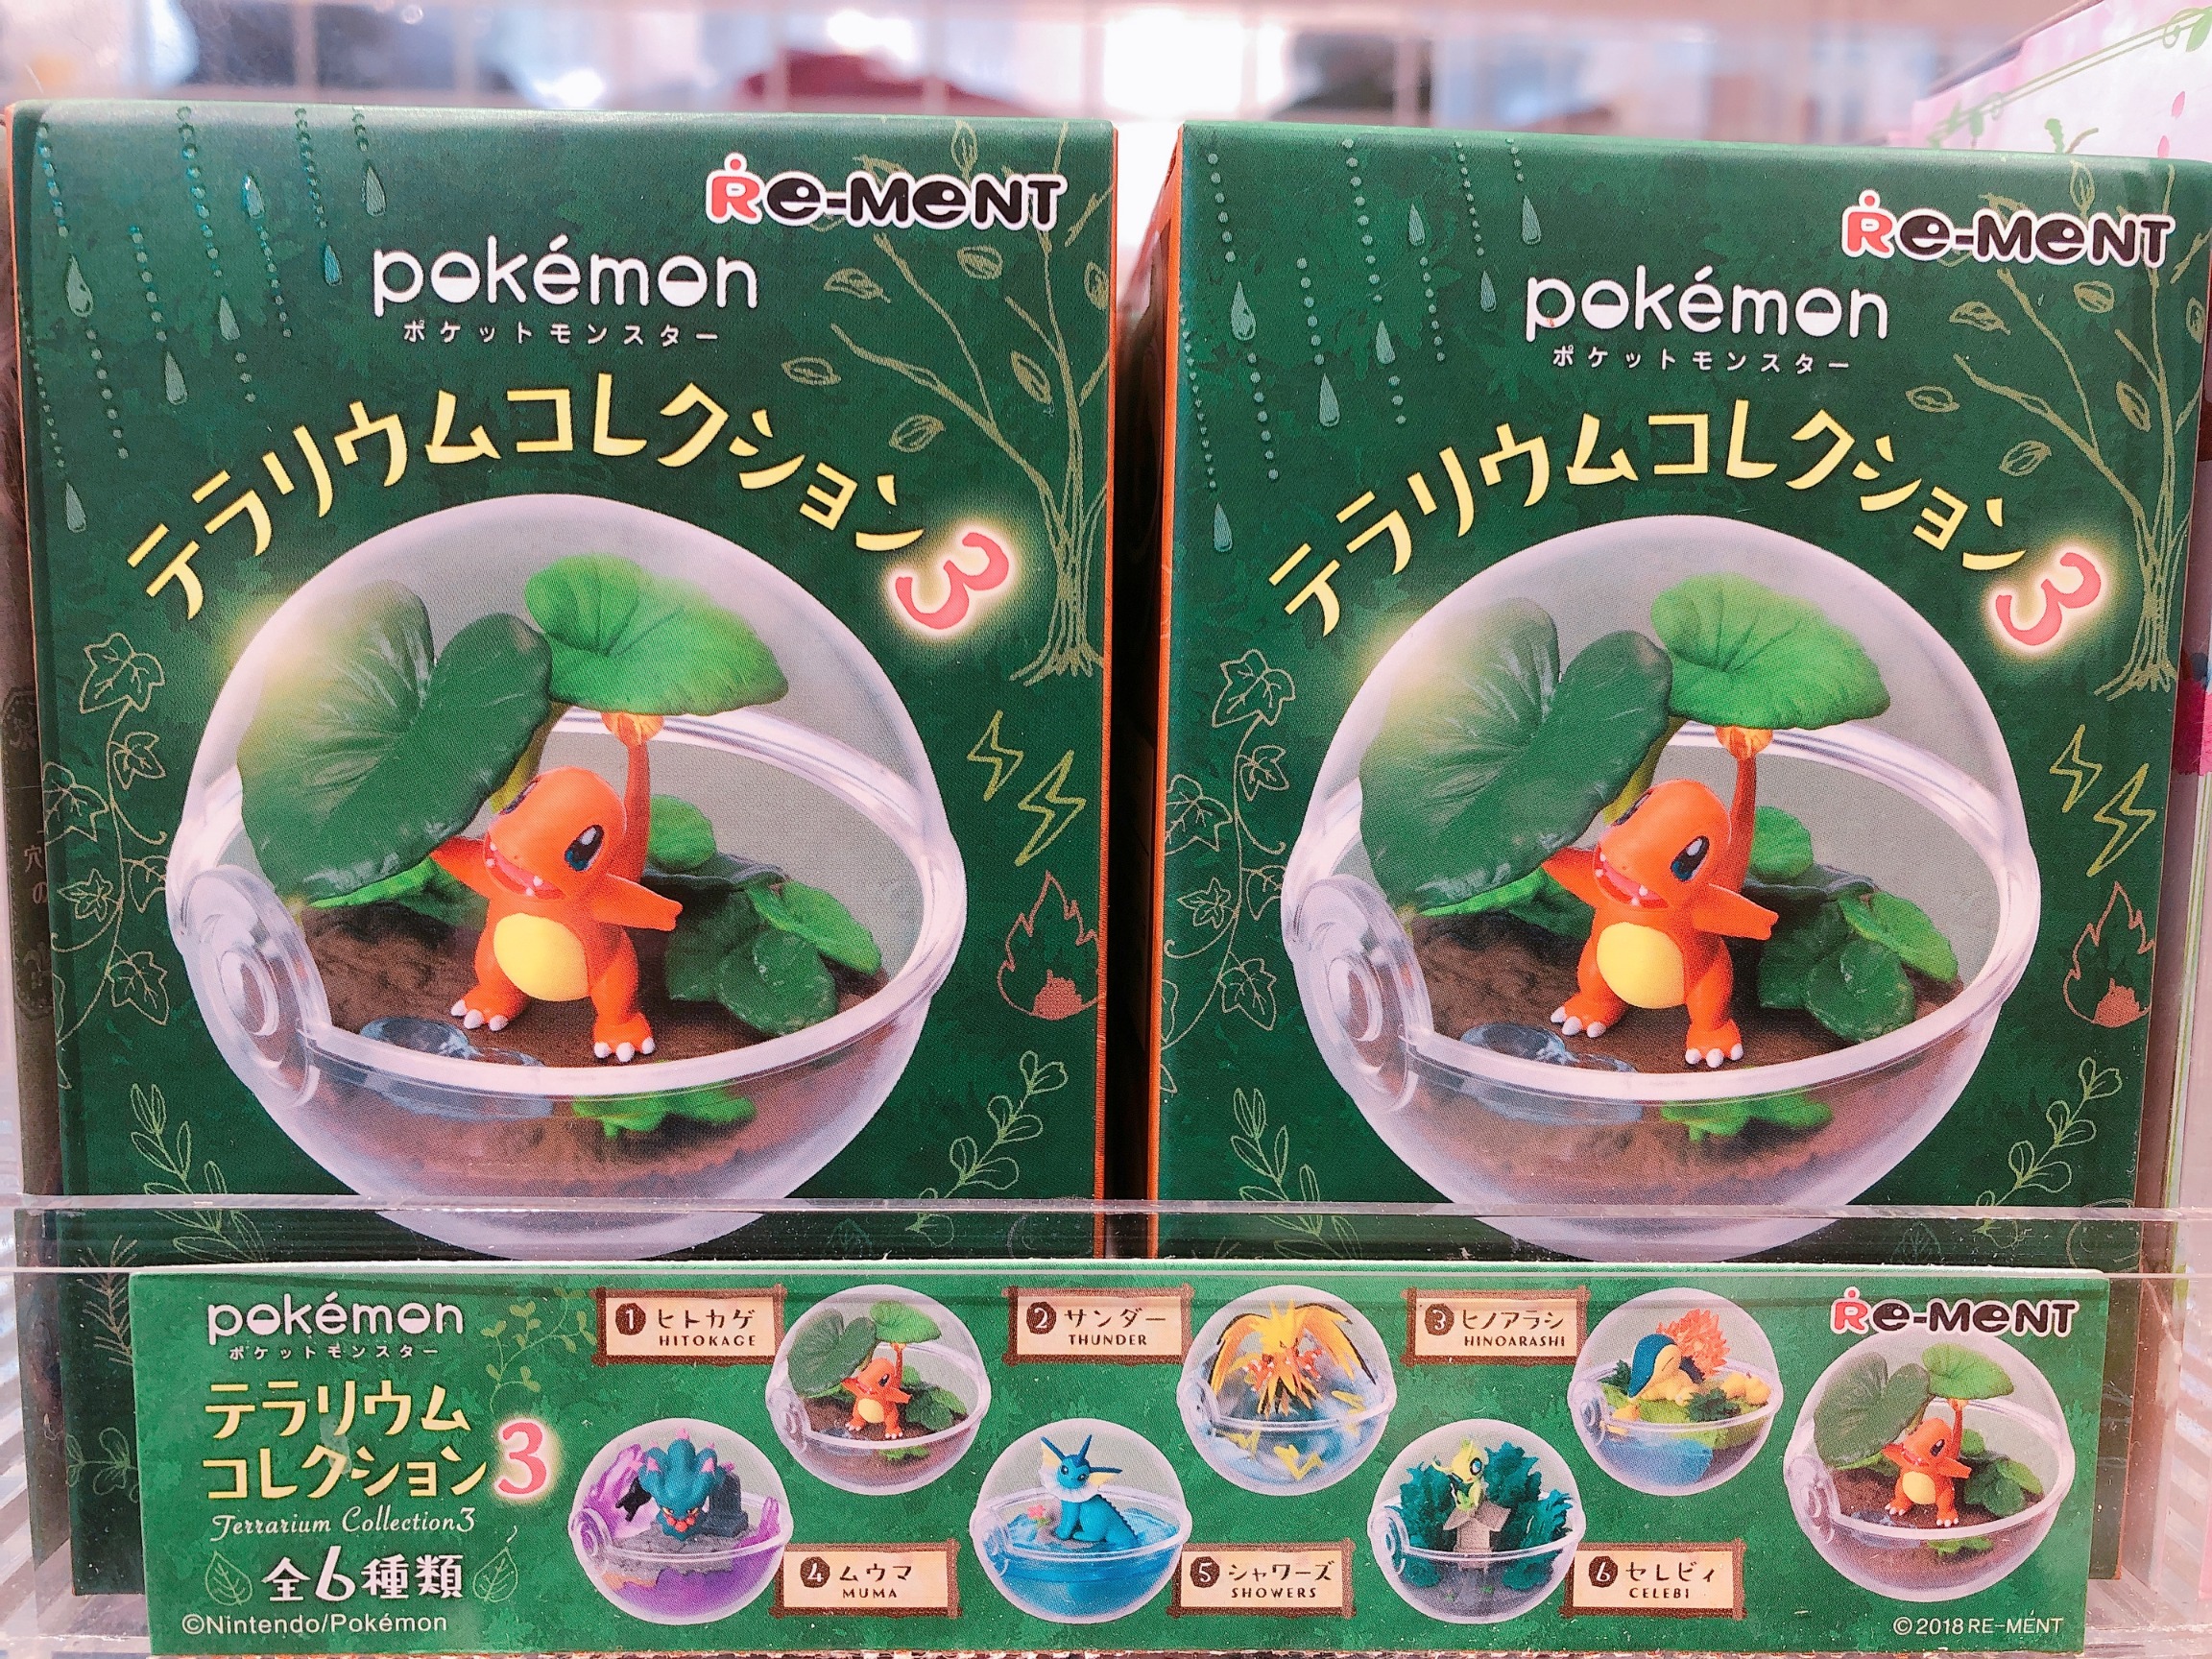 Re-MENT
pokémon
ポケットモンスター
テラリウムコレクション3
Re-MENT
pokémon
ポケットモンスター
テラリウムコレクション3
穴
の
pokémon
ポケットモンスター
テラリウム
コレクション3
Terrarium Collection3
全6種類
©Nintendo/Pokémon
1 ヒトカゲ
HITOKAGE
2 サンダー
THUNDER
3 ヒノアラシ
HINOARASHI
4 ムウマ
MUMA
5 シャワーズ
SHOWERS
6 セレビィ
CELEBI
Re-MENT
©2018 RE-MENT